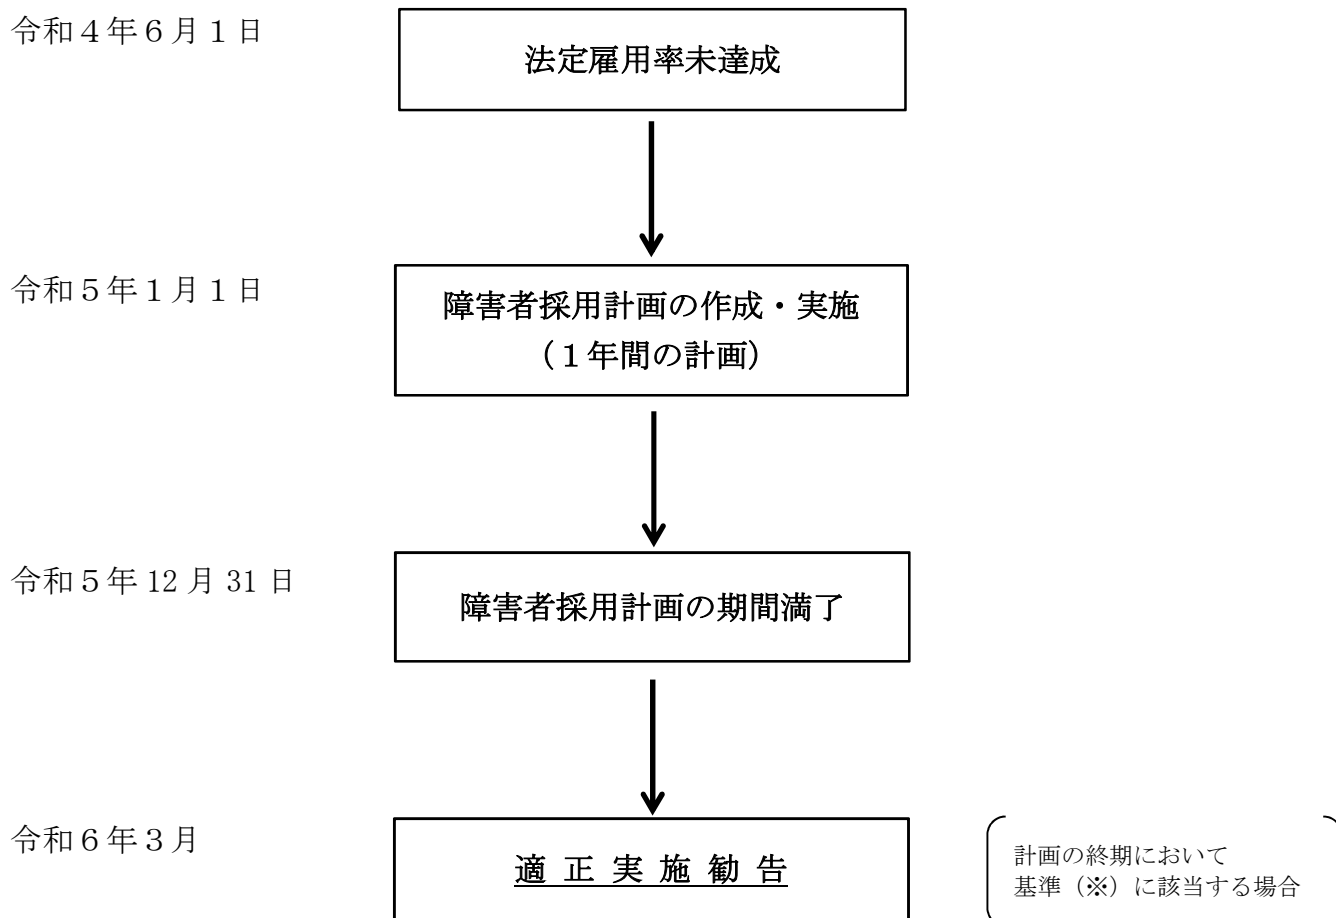 令和４年６月１日
法定雇用率未達成
令和５年１月１日
障害者採用計画の作成・実施
（１年間の計画）
令和５年 12 月 31 日
障害者採用計画の期間満了
令和６年３月
適 正 実 施 勧 告
計画の終期において
基準（※）に該当する場合